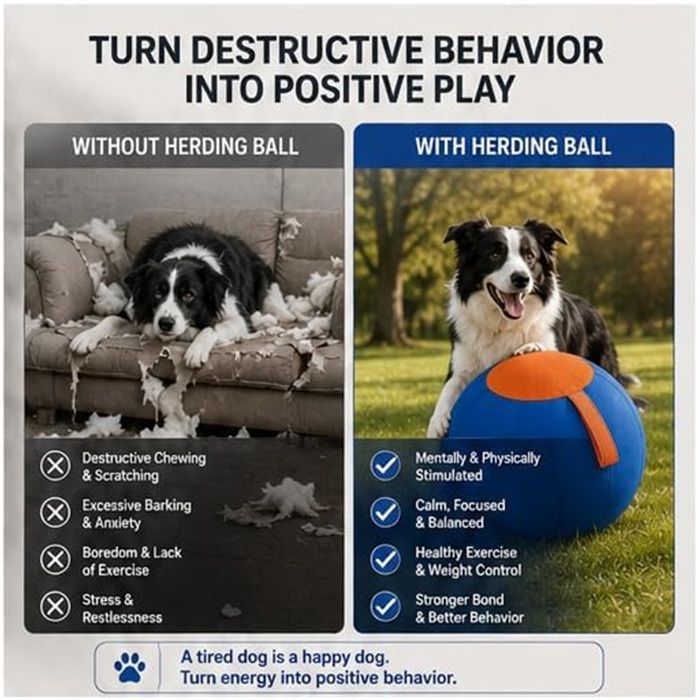 TURN DESTRUCTIVE BEHAVIOR
INTO POSITIVE PLAY
WITHOUT HERDING BALL
Destructive Chewing
& Scratching
Excessive Barking
& Anxiety
Boredom & Lack
of Exercise
Stress &
Restlessness
WITH HERDING BALL
Mentally & Physically
Stimulated
Calm, Focused
& Balanced
Healthy Exercise
& Weight Control
Stronger Bond
& Better Behavior
A tired dog is a happy dog.
Turn energy into positive behavior.